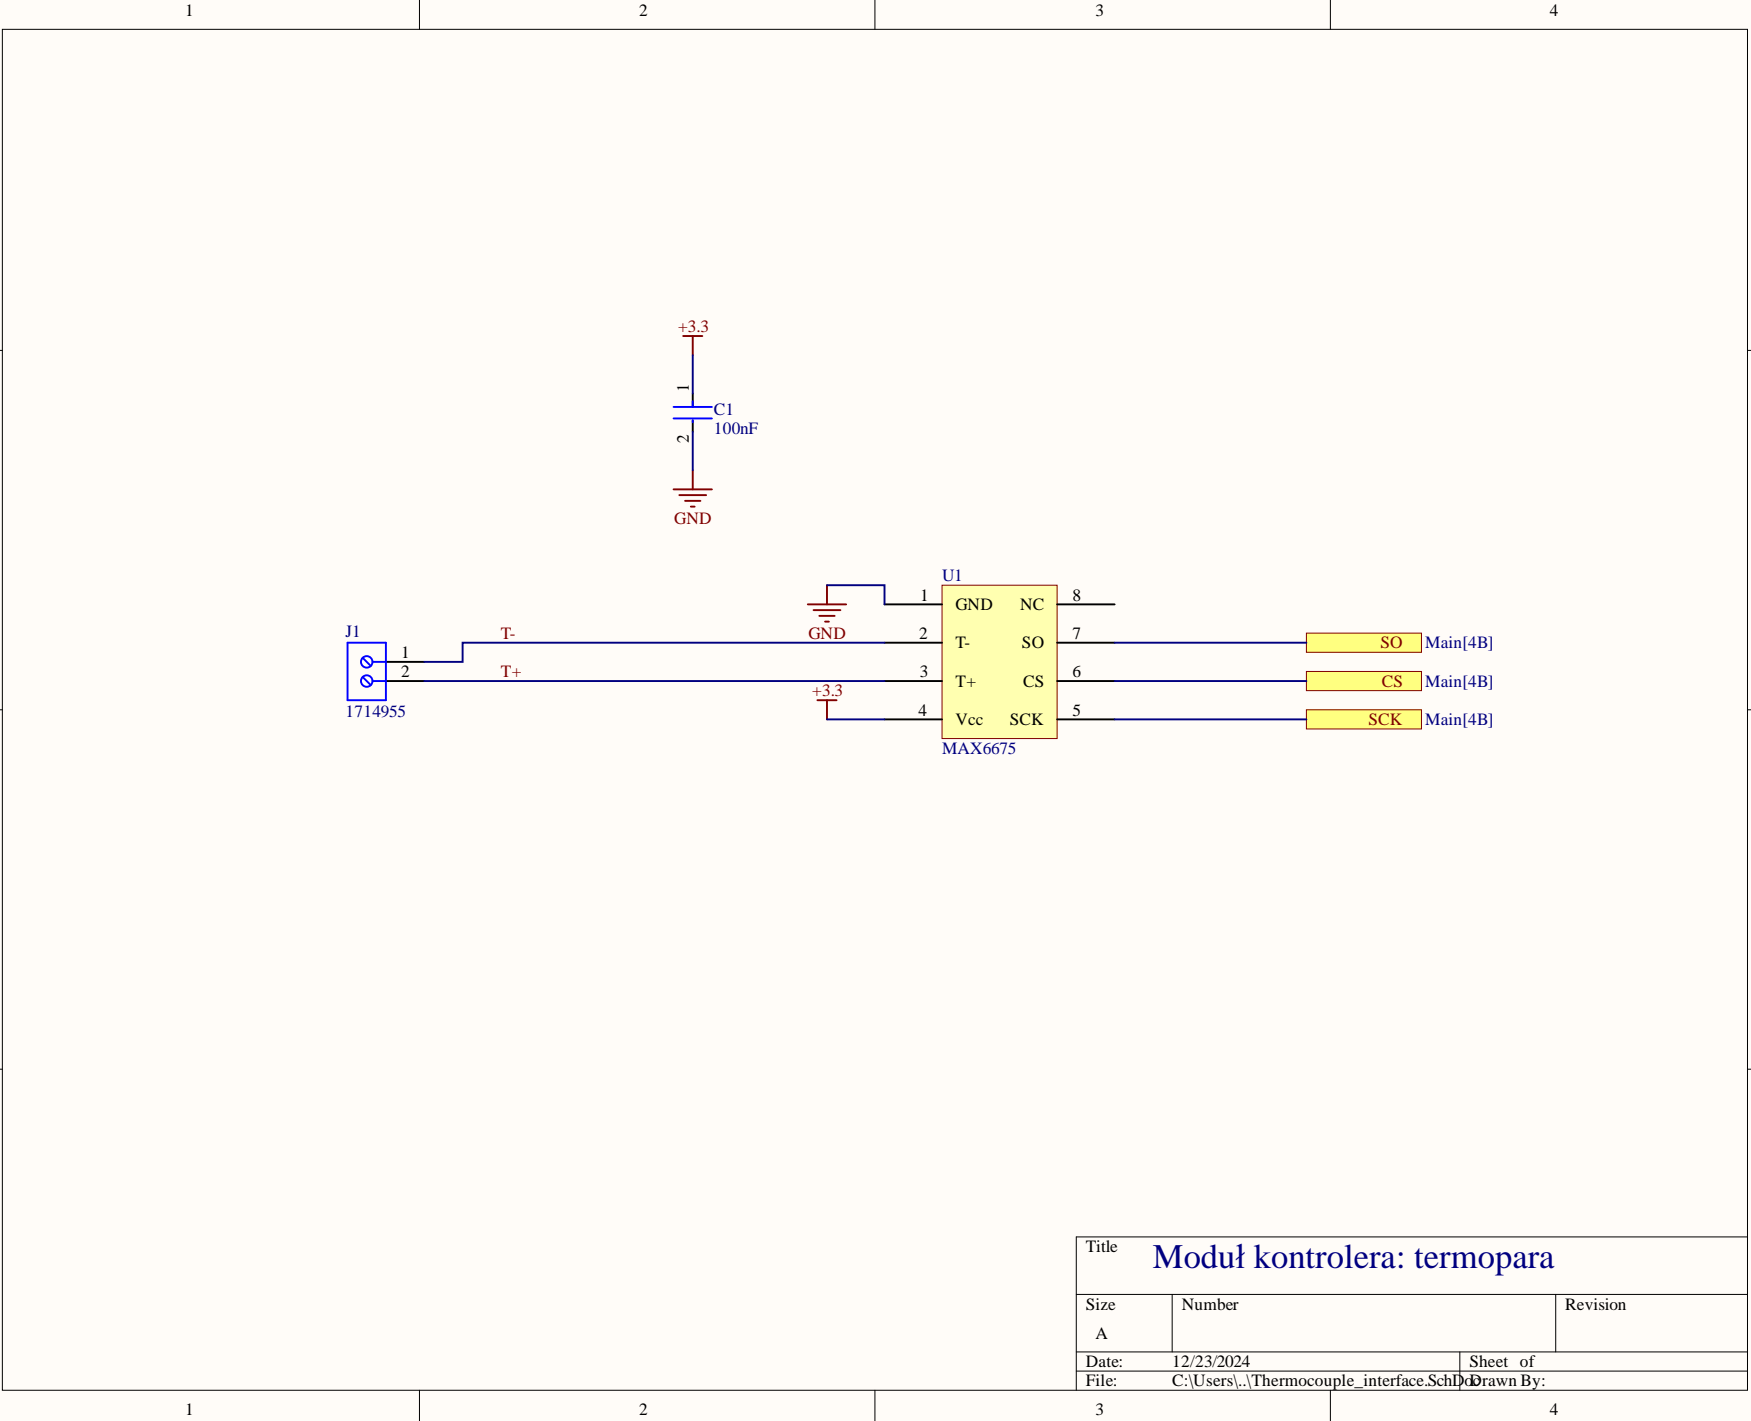 1 2 3 4
+3.3
1
C1
100nF
2
GND
U1
1 GND NC 8
GND
J1
T- 2 T- SO 7 SO Main[4B]
1
2 T+ 3 T+ CS 6 CS Main[4B]
+3.3
1714955
4 Vcc SCK 5 SCK Main[4B]
MAX6675
Title Moduł kontrolera: termopara
Size Number Revision
A
Date: 12/23/2024 Sheet of
File: C:\Users\..\Thermocouple_interface.SchDoc Drawn By:
1 2 3 4